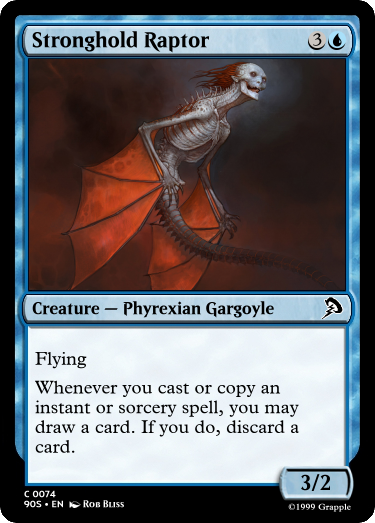 Stronghold Raptor 3
Creature — Phyrexian Gargoyle
Flying
Whenever you cast or copy an
instant or sorcery spell, you may
draw a card. If you do, discard a
card.
3/2
C 0074
90S • EN Rob Bliss
©1999 Grapple